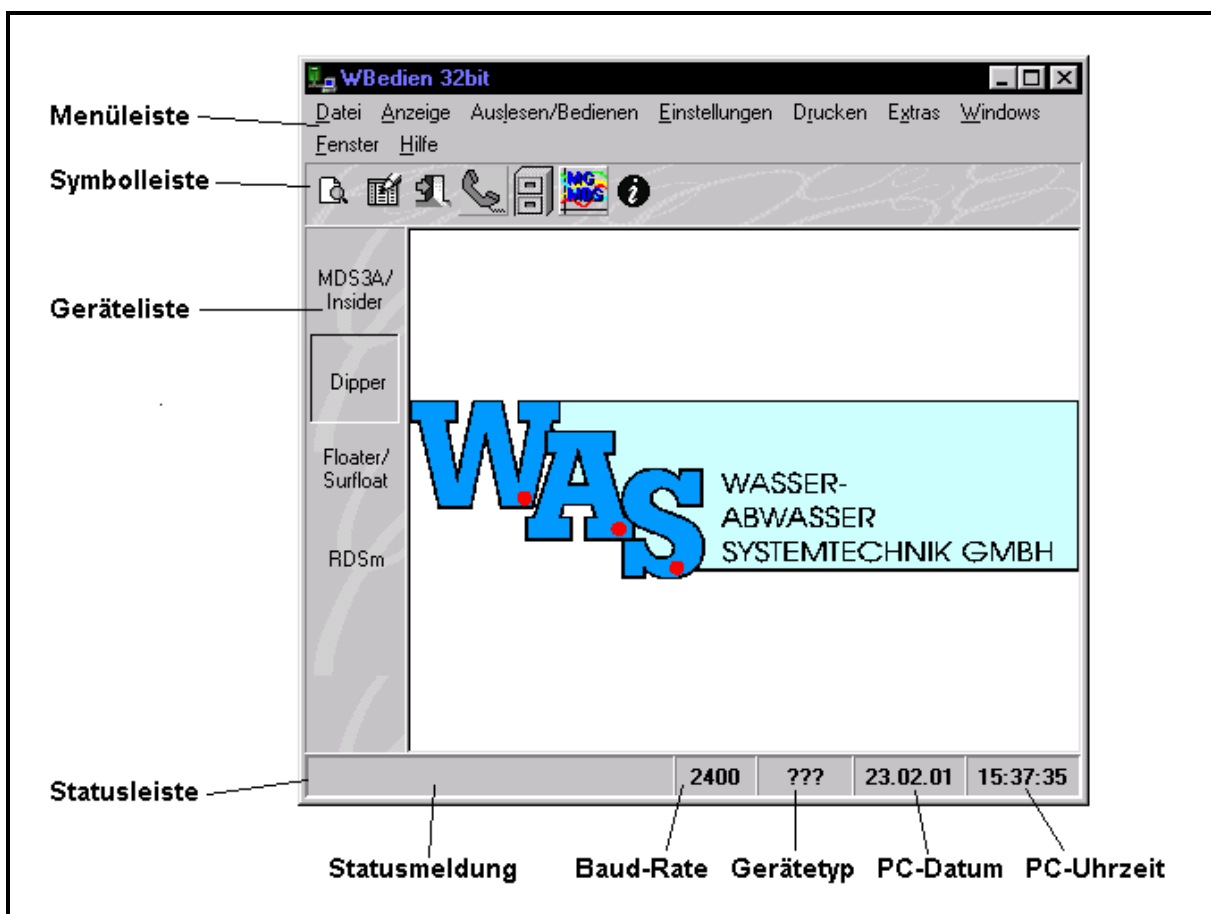 WBedien 32bit
Menüleiste
Datei Anzeige Auslesen/Bedienen Einstellungen Drucken Extras Windows
Fenster Hilfe
Symbolleiste
MG
MDS
i
Geräteliste
MDS3A/
Insider
Dipper
Floater/
Surfloat
RDSm
W.A.S
WASSER-
ABWASSER
SYSTEMTECHNIK GMBH
Statusleiste
2400 ??? 23.02.01 15:37:35
Statusmeldung Baud-Rate Gerätetyp PC-Datum PC-Uhrzeit